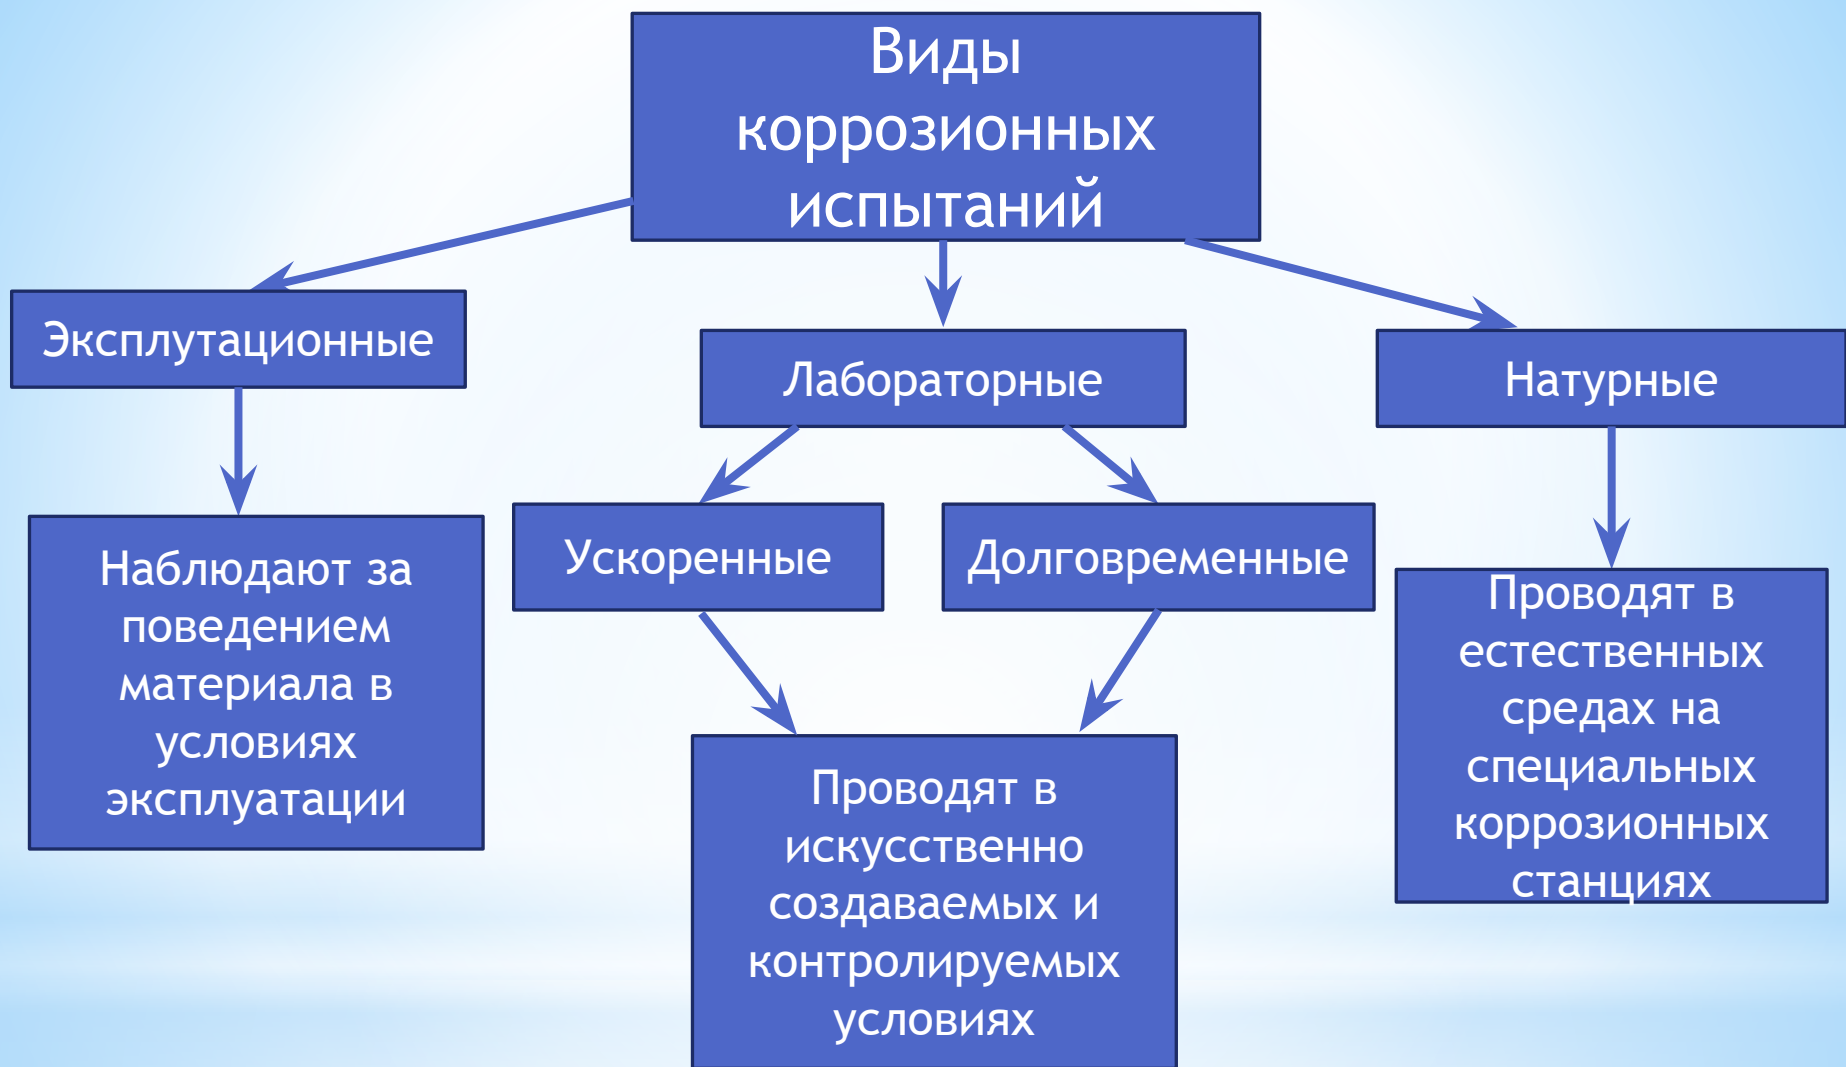 Виды
коррозионных
испытаний
Эксплутационные
Лабораторные
Натурные
Ускоренные
Долговременные
Наблюдают за
поведением
материала в
условиях
эксплуатации
Проводят в
искусственно
создаваемых и
контролируемых
условиях
Проводят в
естественных
средах на
специальных
коррозионных
станциях